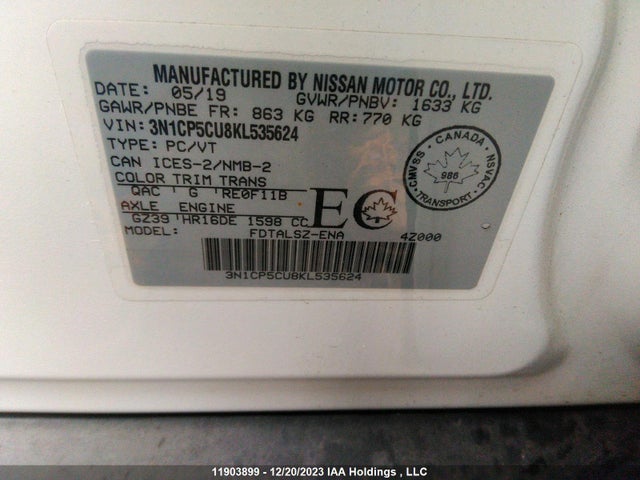 MANUFACTURED BY NISSAN MOTOR CO., LTD.
DATE: 05/19 GVWR/PNBV: 1633 KG
GAWR/PNBE FR: 863 KG RR: 770 KG
VIN: 3N1CP5CU8KL535624
TYPE: PC/VT
CAN ICES-2/NMB-2
COLOR TRIM TRANS
QAC G RE0F11B
AXLE ENGINE
GZ39 HR16DE 1598 CC
EC
MODEL: FDTALSZ-ENA 42000
3N1CP5CU8KL535624
CANADA
CMVSS
NSVAC
986
11903899 - 12/20/2023 IAA Holdings , LLC